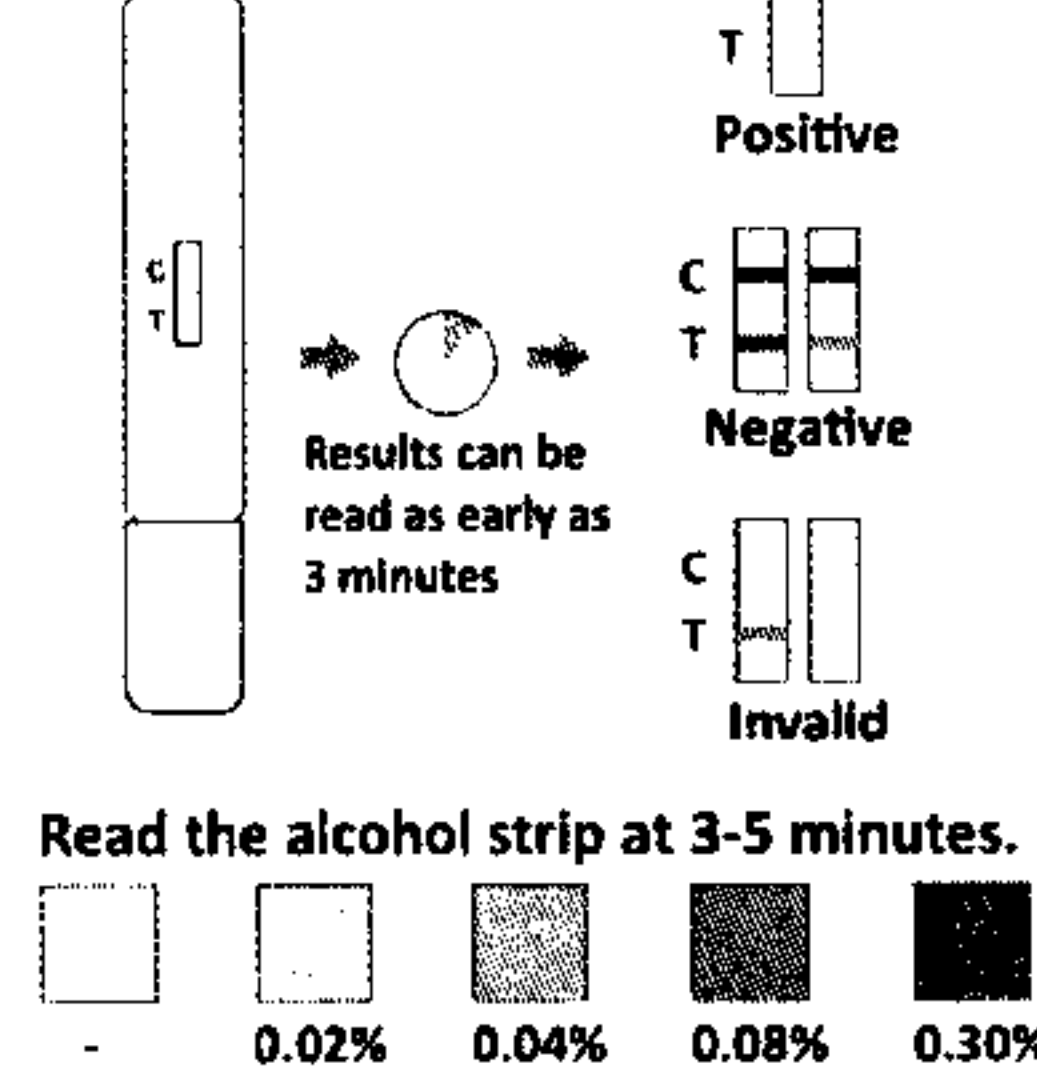 T
Positive
C
T
C
T
Negative
Results can be
read as early as
3 minutes
C
T
Invalid
Read the alcohol strip at 3-5 minutes.
- 0.02% 0.04% 0.08% 0.30%